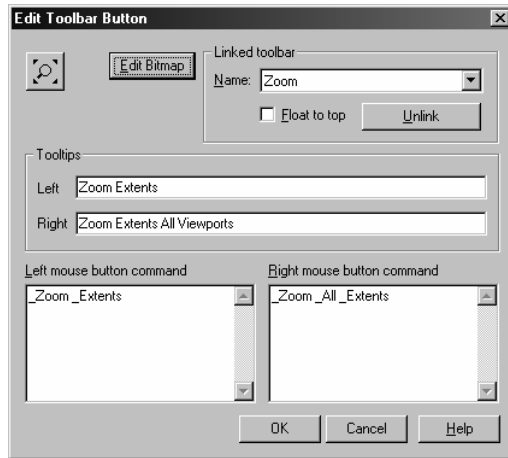 Edit Toolbar Button
Edit Bitmap
Linked toolbar
Name: Zoom
Float to top
Unlink
Tooltips
Left Zoom Extents
Right Zoom Extents All Viewports
Left mouse button command
_Zoom _Extents
Right mouse button command
_Zoom _All _Extents
OK Cancel Help